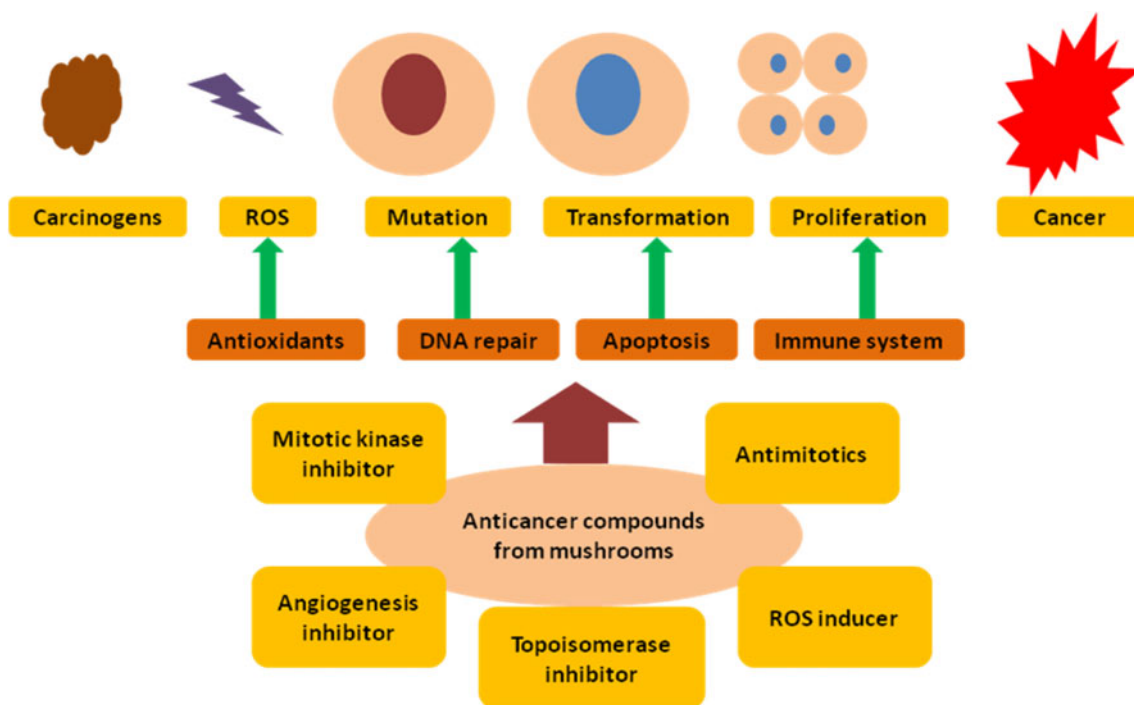 Carcinogens
ROS
Mutation
Transformation
Proliferation
Cancer
Antioxidants
DNA repair
Apoptosis
Immune system
Mitotic kinase
inhibitor
Antimitotics
Anticancer compounds
from mushrooms
Angiogenesis
inhibitor
Topoisomerase
inhibitor
ROS inducer